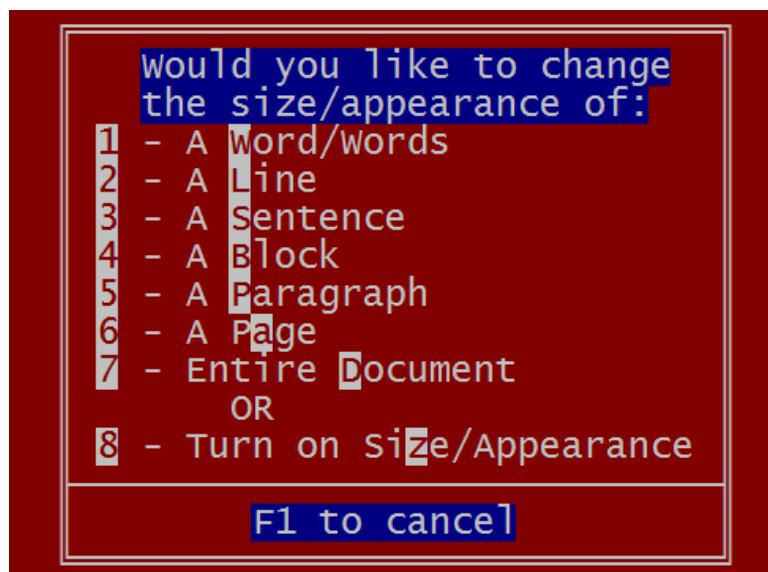 Would you like to change
the size/appearance of:
1 - A Word/Words
2 - A Line
3 - A Sentence
4 - A Block
5 - A Paragraph
6 - A Page
7 - Entire Document
OR
8 - Turn on Size/Appearance
F1 to cancel